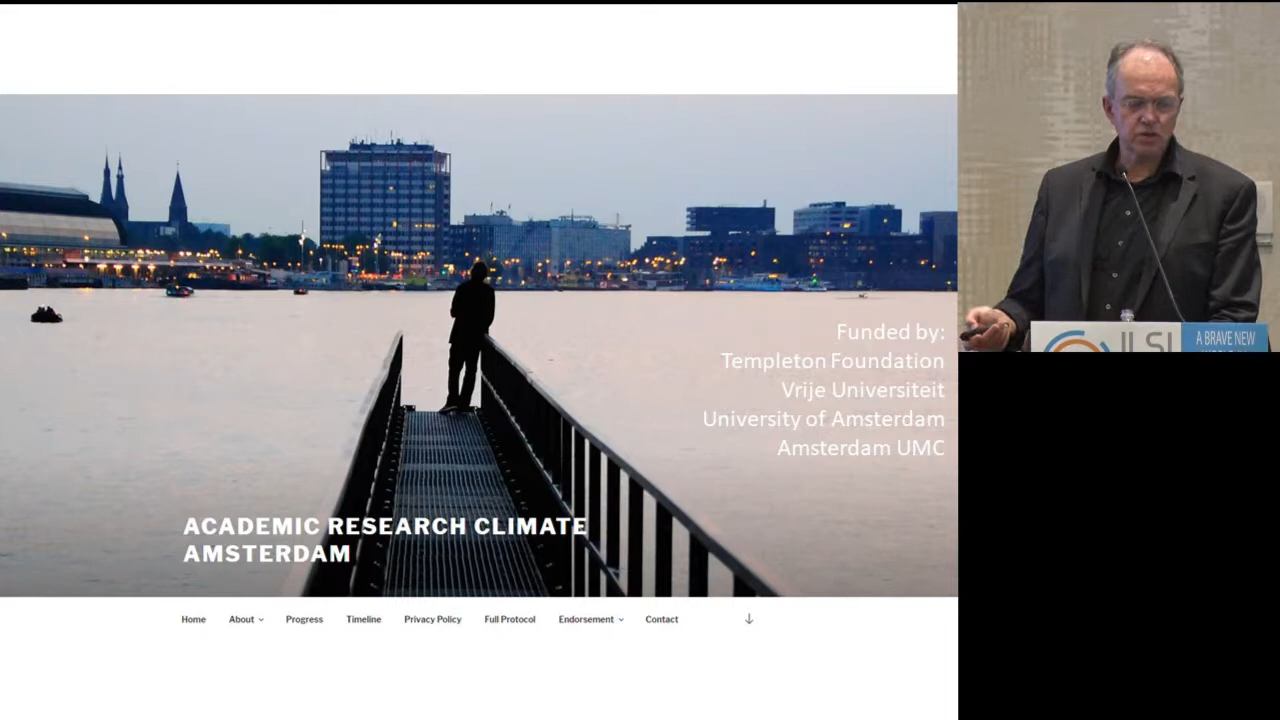 Funded by:
Templeton Foundation
Vrije Universiteit
University of Amsterdam
Amsterdam UMC
ACADEMIC RESEARCH CLIMATE
AMSTERDAM
Home About Progress Timeline Privacy Policy Full Protocol Endorsement Contact
ILSI
A BRAVE NEW